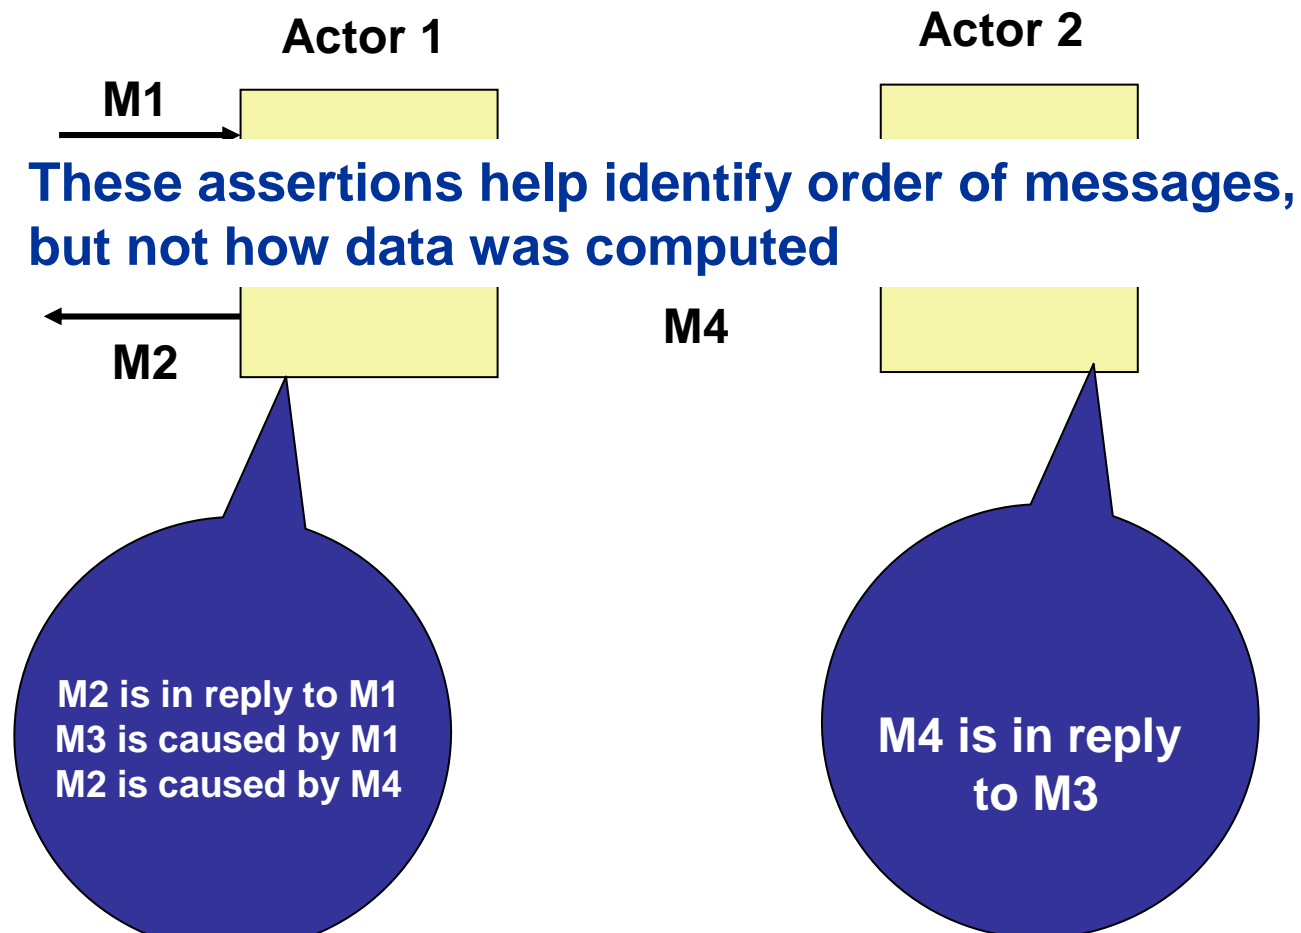 Actor 1
Actor 2
M1
These assertions help identify order of messages,
but not how data was computed
M4
M2
M2 is in reply to M1
M3 is caused by M1
M2 is caused by M4
M4 is in reply
to M3